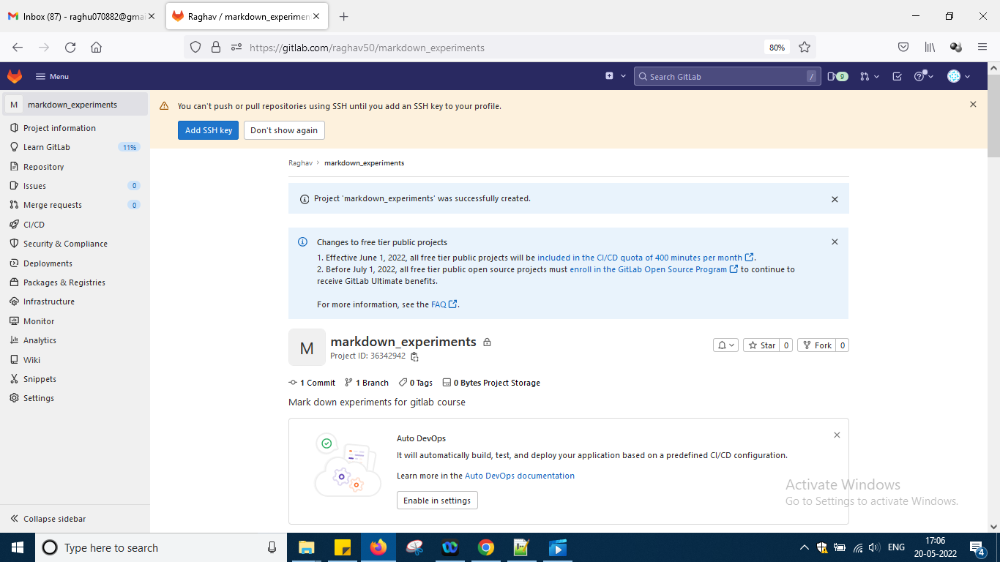 Inbox (87) - raghu070882@gmai
Raghav / markdown_experimen
https://gitlab.com/raghav50/markdown_experiments
80%
Menu
Search GitLab
/
9
M markdown_experiments
Project information
Learn GitLab 11%
Repository
Issues 0
Merge requests 0
CI/CD
Security & Compliance
Deployments
Packages & Registries
Infrastructure
Monitor
Analytics
Wiki
Snippets
Settings
Collapse sidebar
You can't push or pull repositories using SSH until you add an SSH key to your profile.
Add SSH key Don't show again
Raghav > markdown_experiments
Project 'markdown_experiments' was successfully created.
Changes to free tier public projects
1. Effective June 1, 2022, all free tier public projects will be included in the CI/CD quota of 400 minutes per month.
2. Before July 1, 2022, all free tier public open source projects must enroll in the GitLab Open Source Program to continue to
receive GitLab Ultimate benefits.
For more information, see the FAQ.
M
markdown_experiments
Project ID: 36342942
Star 0 Fork 0
1 Commit 1 Branch 0 Tags 0 Bytes Project Storage
Mark down experiments for gitlab course
Auto DevOps
It will automatically build, test, and deploy your application based on a predefined CI/CD configuration.
Learn more in the Auto DevOps documentation
Enable in settings
Activate Windows
Go to Settings to activate Windows.
Type here to search
ENG
17:06
20-05-2022
4